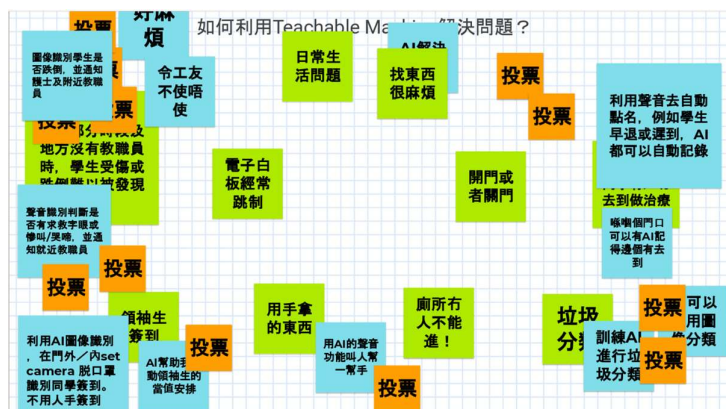 如何利用Teachable Ma
解決問題？
投票
好麻
煩
圖像識別學生是
否跌倒，並通知
護士及附近教職
員
投票
投票
令工友
不使唔
使
地方沒有教職員
時，學生受傷或
跌倒難以被發現
聲音識別判斷是
否有求救字眼或
慘叫/哭啼，並通
知就近教職員
投票
投票
利用AI圖像識別
，在門外／內set
camera 脱口罩
識別同學簽到。
不用人手簽到
領袖生
簽到
AI幫助
動領袖生的
當值安排
投票
日常生
活問題
AI解決
找東西
很麻煩
電子白
板經常
跳制
用手拿
的東西
用AI的聲音
功能叫人幫
一幫手
投票
投票
投票
開門或
者關門
廁所冇
人不能
進！
利用聲音去自動
點名，例如學生
早退或遲到，AI
都可以自動記錄
去到做治療
喺嗰個門口
可以有AI記
得邊個有去
到
垃圾
分類
訓練AI
進行垃
圾分類
投票
投票
可以
用圖
分類